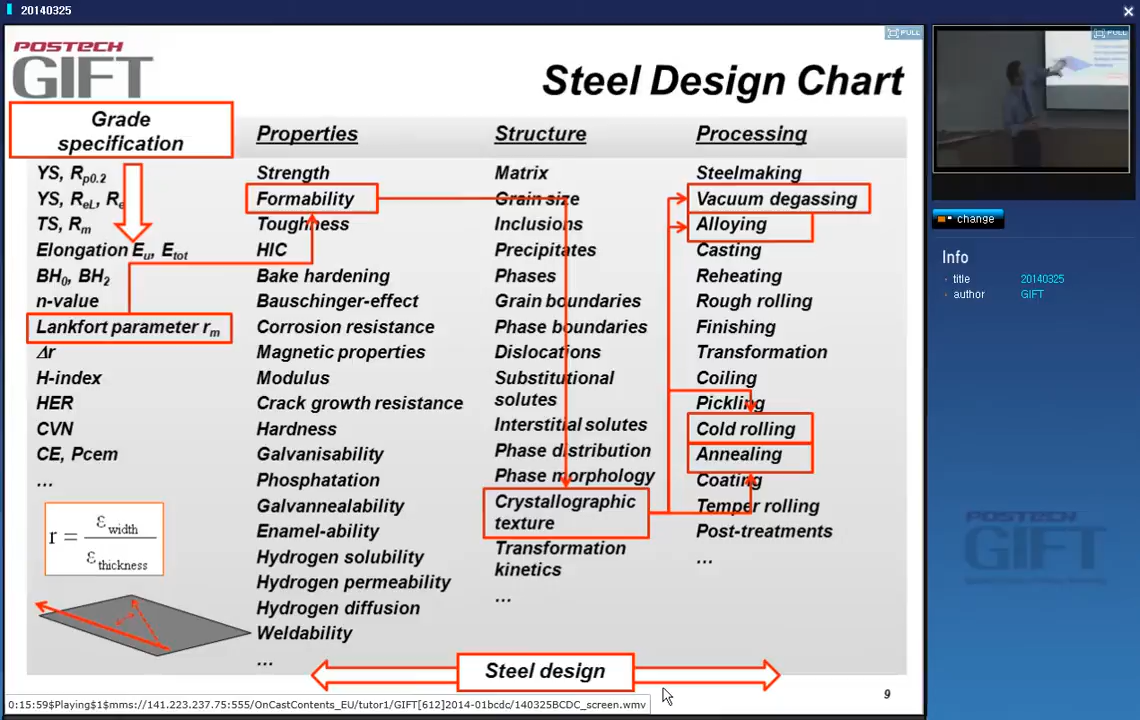 20140325
POSTECH
GIFT
Steel Design Chart
FULL
Grade
specification
YS, Rp0.2
YS, ReL, Re
TS, Rm
Elongation Eu, Etot
BH0, BH2
n-value
Lankfort parameter rm
Δr
H-index
HER
CVN
CE, Pcem
...
r = εwidth
εthickness
Properties
Strength
Formability
Toughness
HIC
Bake hardening
Bauschinger-effect
Corrosion resistance
Magnetic properties
Modulus
Crack growth resistance
Hardness
Galvanisability
Phosphatation
Galvannealability
Enamel-ability
Hydrogen solubility
Hydrogen permeability
Hydrogen diffusion
Weldability
...
Structure
Matrix
Grain size
Inclusions
Precipitates
Phases
Grain boundaries
Phase boundaries
Dislocations
Substitutional
solutes
Interstitial solutes
Phase distribution
Phase morphology
Crystallographic
texture
Transformation
kinetics
...
Processing
Steelmaking
Vacuum degassing
Alloying
Casting
Reheating
Rough rolling
Finishing
Transformation
Coiling
Pickling
Cold rolling
Annealing
Coating
Temper rolling
Post-treatments
...
Steel design
9
0:15:59$Playing$1$mms://141.223.237.75:555/OnCastContents_EU/tutor1/GIFT[612]2014-01bcdc/140325BCDC_screen.wmv
FULL
change
Info
title 20140325
author GIFT
POSTECH
GIFT